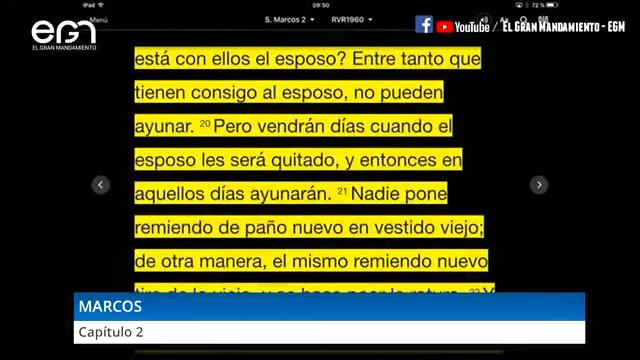 iPad
09:50
72 %
Menú
S. Marcos 2
RVR1960
EGM
EL GRAN MANDAMIENTO
YouTube / EL GRAN MANDAMIENTO - EGM
está con ellos el esposo? Entre tanto que
tienen consigo al esposo, no pueden
ayunar. 20 Pero vendrán días cuando el
esposo les será quitado, y entonces en
aquellos días ayunarán. 21 Nadie pone
remiendo de paño nuevo en vestido viejo;
de otra manera, el mismo remiendo nuevo
MARCOS
Capítulo 2